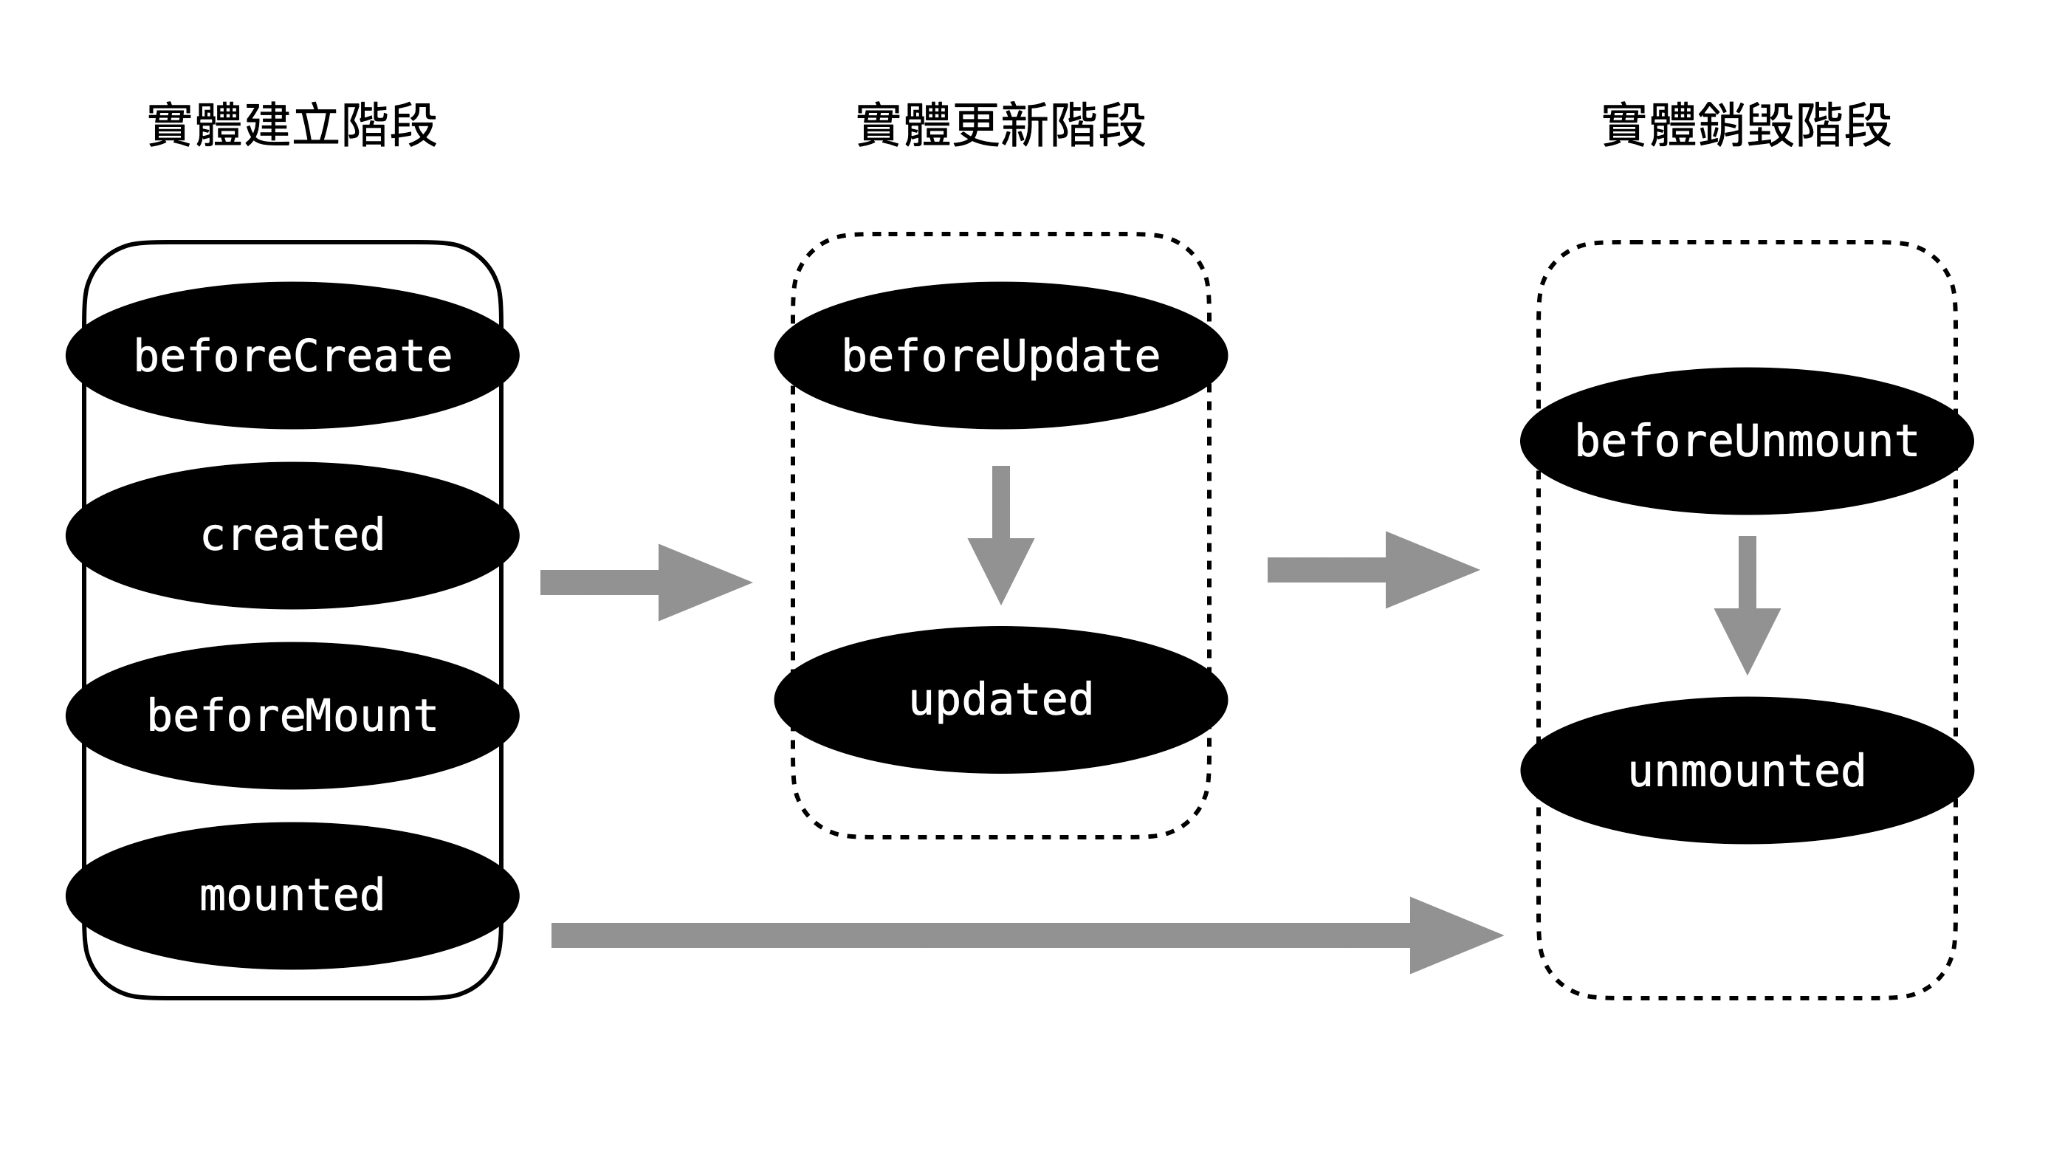 實體建立階段
beforeCreate
created
beforeMount
mounted
實體更新階段
beforeUpdate
updated
實體銷毀階段
beforeUnmount
unmounted